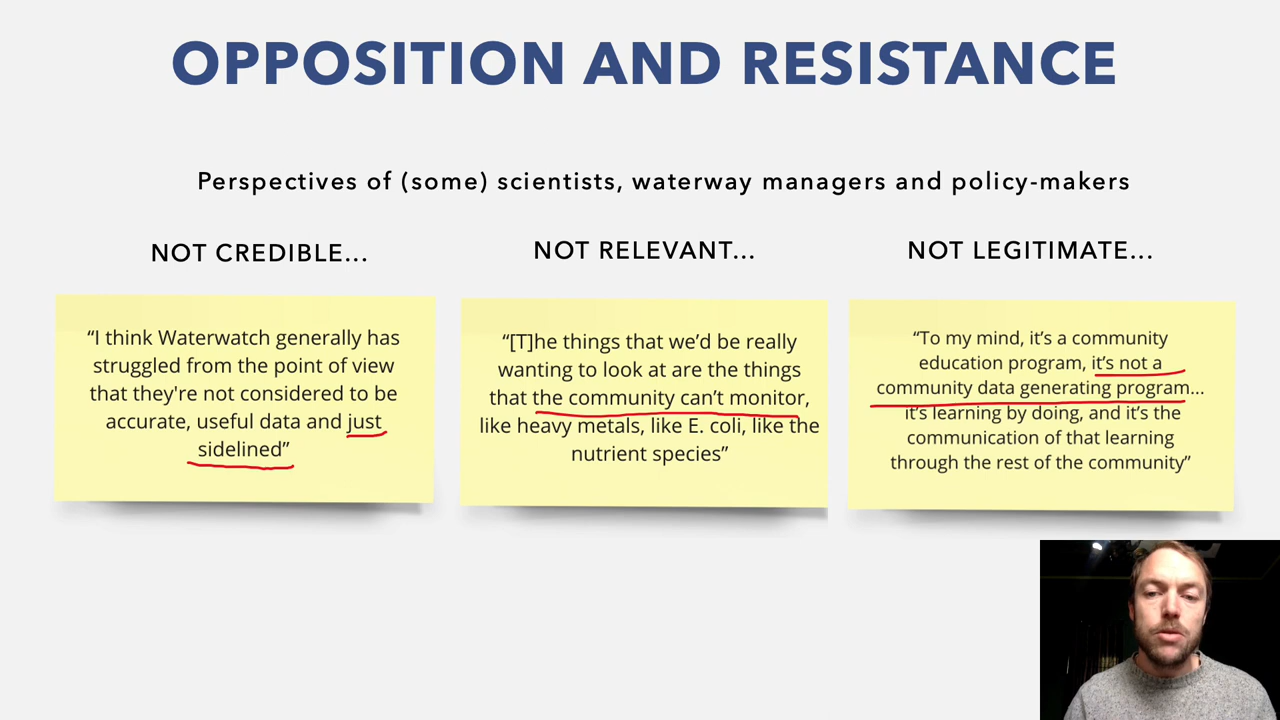 OPPOSITION AND RESISTANCE
Perspectives of (some) scientists, waterway managers and policy-makers
NOT CREDIBLE...
“I think Waterwatch generally has
struggled from the point of view
that they're not considered to be
accurate, useful data and just
sidelined”
NOT RELEVANT...
“[T]he things that we’d be really
wanting to look at are the things
that the community can’t monitor,
like heavy metals, like E. coli, like the
nutrient species”
NOT LEGITIMATE...
“To my mind, it’s a community
education program, it’s not a
community data generating program...
it’s learning by doing, and it’s the
communication of that learning
through the rest of the community”